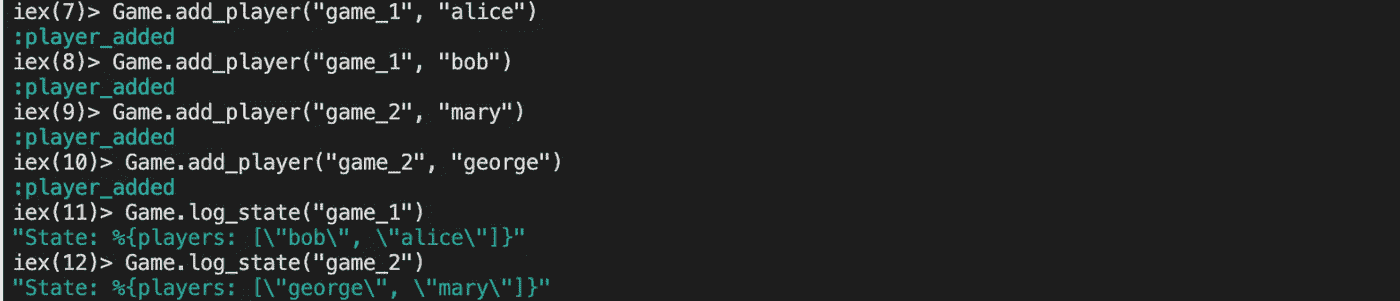 iex(7)> Game.add_player("game_1", "alice")
:player_added
iex(8)> Game.add_player("game_1", "bob")
:player_added
iex(9)> Game.add_player("game_2", "mary")
:player_added
iex(10)> Game.add_player("game_2", "george")
:player_added
iex(11)> Game.log_state("game_1")
"State: %{players: [\"bob\", \"alice\"]}"
iex(12)> Game.log_state("game_2")
"State: %{players: [\"george\", \"mary\"]}"